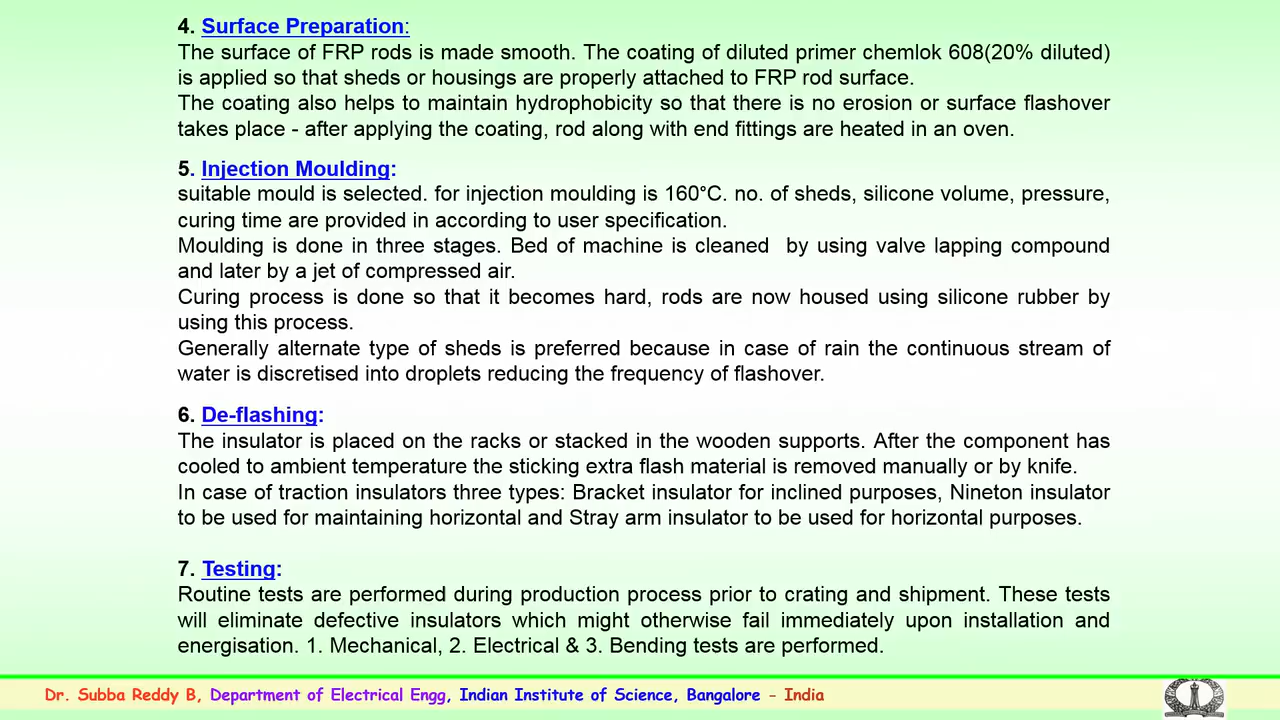 4. Surface Preparation:
The surface of FRP rods is made smooth. The coating of diluted primer chemlok 608(20% diluted)
is applied so that sheds or housings are properly attached to FRP rod surface.
The coating also helps to maintain hydrophobicity so that there is no erosion or surface flashover
takes place - after applying the coating, rod along with end fittings are heated in an oven.
5. Injection Moulding:
suitable mould is selected. for injection moulding is 160°C. no. of sheds, silicone volume, pressure,
curing time are provided in according to user specification.
Moulding is done in three stages. Bed of machine is cleaned by using valve lapping compound
and later by a jet of compressed air.
Curing process is done so that it becomes hard, rods are now housed using silicone rubber by
using this process.
Generally alternate type of sheds is preferred because in case of rain the continuous stream of
water is discretised into droplets reducing the frequency of flashover.
6. De-flashing:
The insulator is placed on the racks or stacked in the wooden supports. After the component has
cooled to ambient temperature the sticking extra flash material is removed manually or by knife.
In case of traction insulators three types: Bracket insulator for inclined purposes, Nineton insulator
to be used for maintaining horizontal and Stray arm insulator to be used for horizontal purposes.
7. Testing:
Routine tests are performed during production process prior to crating and shipment. These tests
will eliminate defective insulators which might otherwise fail immediately upon installation and
energisation. 1. Mechanical, 2. Electrical & 3. Bending tests are performed.
Dr. Subba Reddy B, Department of Electrical Engg, Indian Institute of Science, Bangalore - India